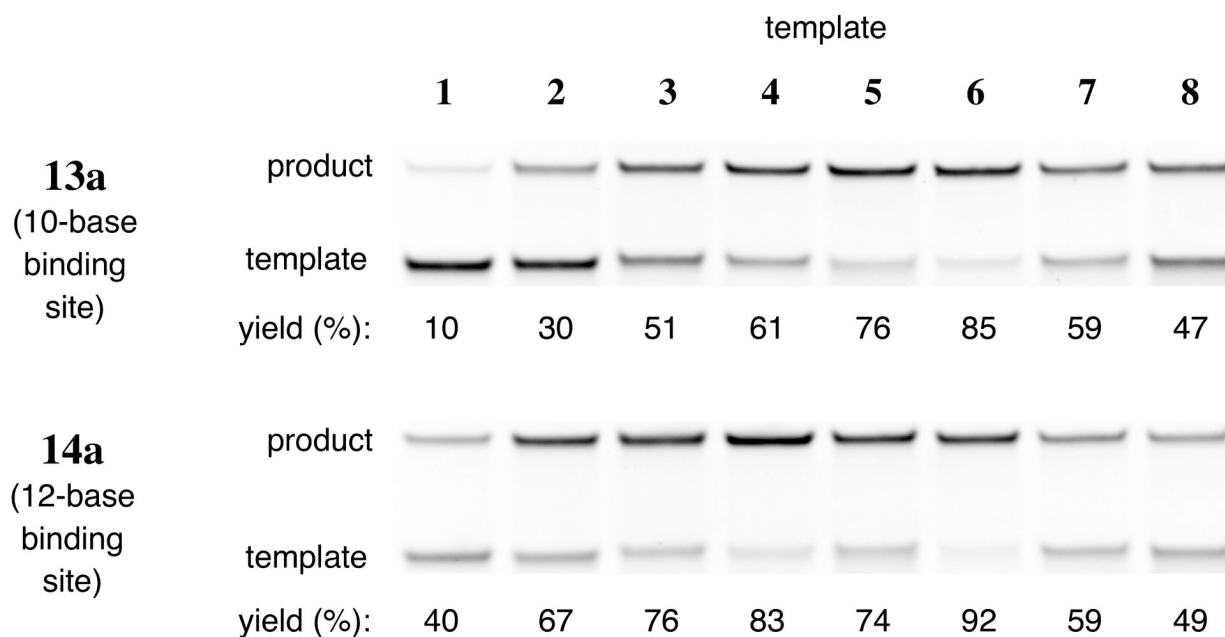 template
1 2 3 4 5 6 7 8
13a
(10-base
binding
site)
product
template
yield (%): 10 30 51 61 76 85 59 47
14a
(12-base
binding
site)
product
template
yield (%): 40 67 76 83 74 92 59 49